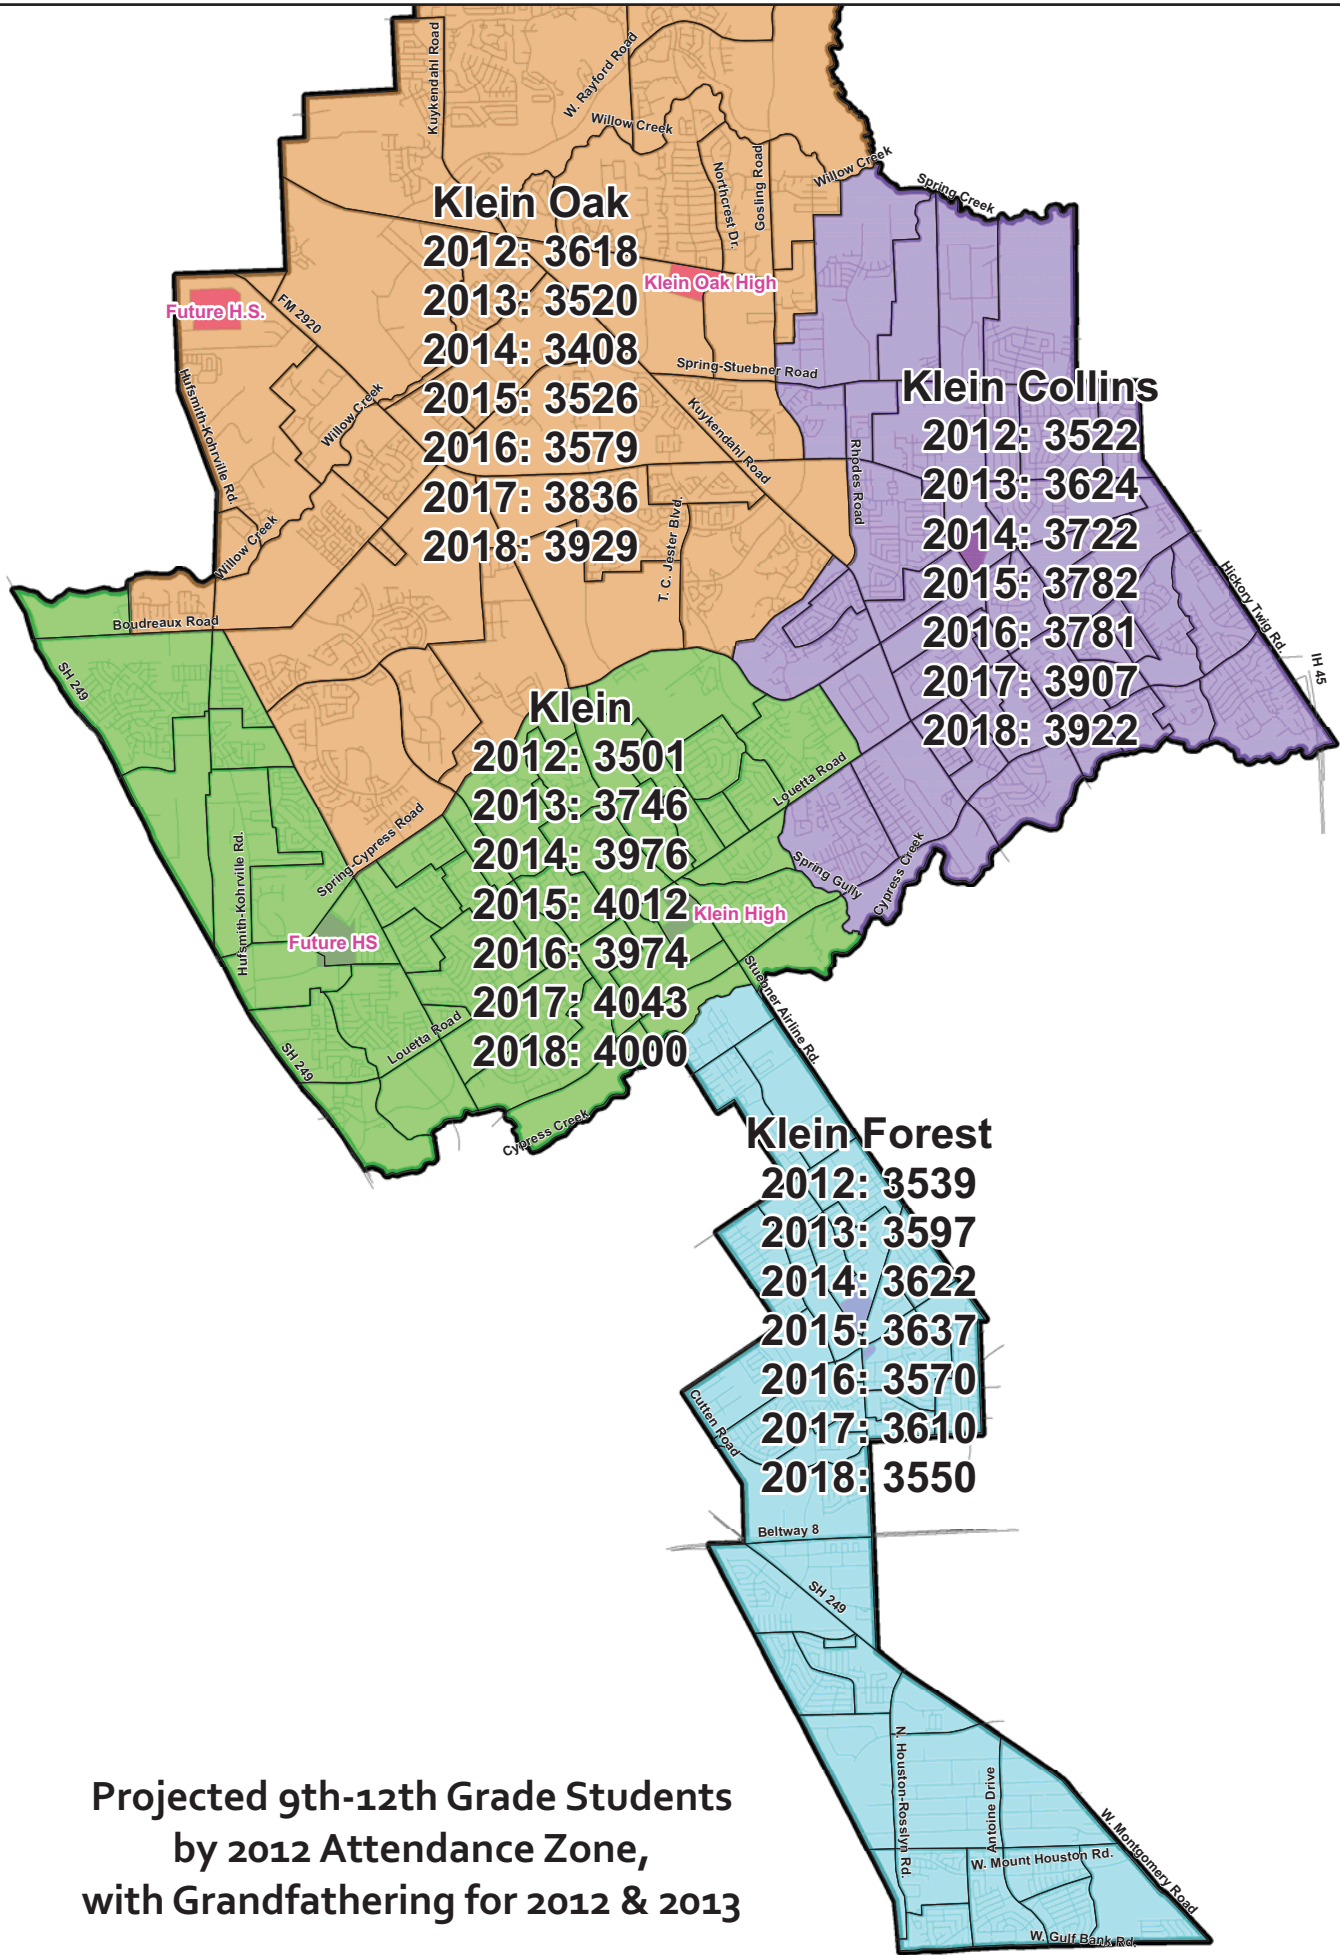 Kuykendahl Road
W. Rayford Road
Willow Creek
Northcrest Dr.
Gosling Road
Willow Creek
Spring Creek
Klein Oak
2012: 3618
2013: 3520
2014: 3408
2015: 3526
2016: 3579
2017: 3836
2018: 3929
Klein Oak High
Future H.S.
FM 2920
Hufsmith-Kohrville Rd.
Willow Creek
Willow Creek
Spring-Stuebner Road
Kuykendahl Road
T. C. Jester Blvd.
Rhodes Road
Klein Collins
2012: 3522
2013: 3624
2014: 3722
2015: 3782
2016: 3781
2017: 3907
2018: 3922
Hickory Twig Rd.
IH 45
Boudreaux Road
SH 249
Klein
2012: 3501
2013: 3746
2014: 3976
2015: 4012
2016: 3974
2017: 4043
2018: 4000
Louetta Road
Spring-Cypress Road
Hufsmith-Kohrville Rd.
Spring Gully
Cypress Creek
Klein High
Future HS
Stuebner Airline Rd.
Louetta Road
SH 249
Cypress Creek
Klein Forest
2012: 3539
2013: 3597
2014: 3622
2015: 3637
2016: 3570
2017: 3610
2018: 3550
Cutten Road
Beltway 8
SH 249
N. Houston-Rosslyn Rd.
Antoine Drive
W. Montgomery Road
W. Mount Houston Rd.
W. Gulf Bank Rd.
Projected 9th-12th Grade Students
by 2012 Attendance Zone,
with Grandfathering for 2012 & 2013